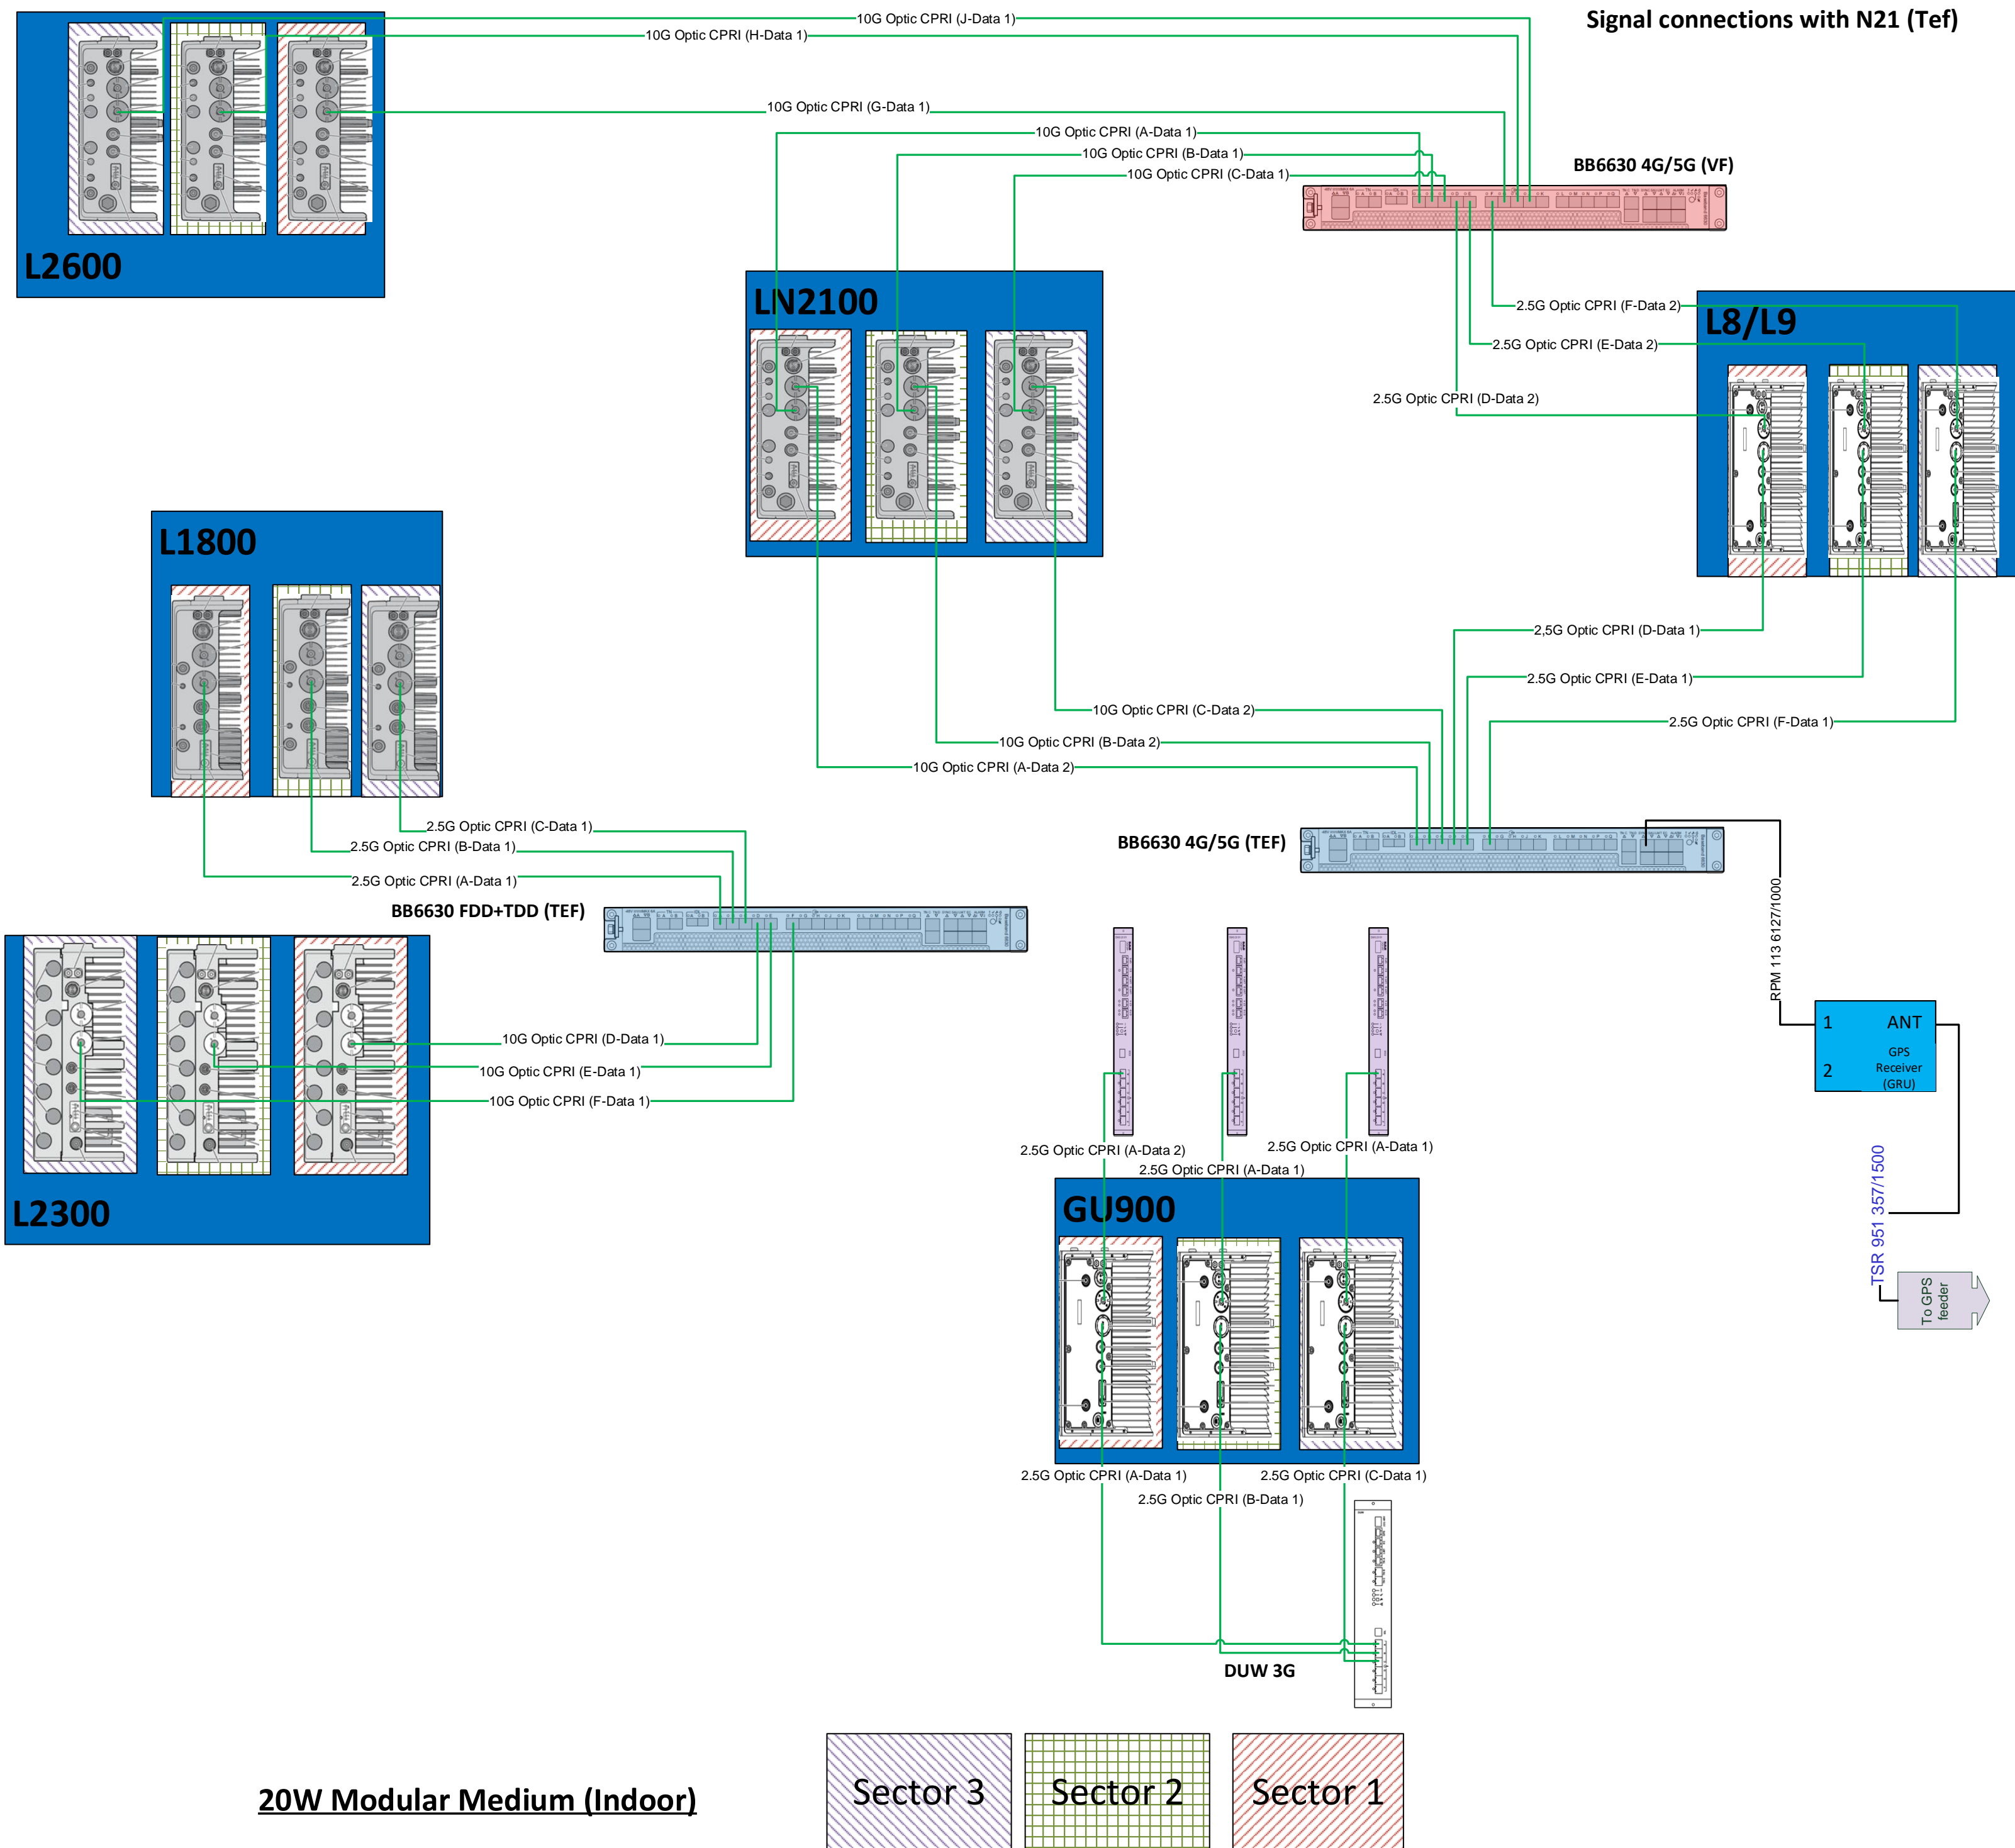 Signal connections with N21 (Tef)
10G Optic CPRI (J-Data 1)
10G Optic CPRI (H-Data 1)
10G Optic CPRI (G-Data 1)
10G Optic CPRI (A-Data 1)
10G Optic CPRI (B-Data 1)
10G Optic CPRI (C-Data 1)
BB6630 4G/5G (VF)
L2600
LN2100
2.5G Optic CPRI (F-Data 2)
L8/L9
2.5G Optic CPRI (E-Data 2)
2.5G Optic CPRI (D-Data 2)
L1800
2,5G Optic CPRI (D-Data 1)
2.5G Optic CPRI (E-Data 1)
10G Optic CPRI (C-Data 2)
2.5G Optic CPRI (F-Data 1)
10G Optic CPRI (B-Data 2)
10G Optic CPRI (A-Data 2)
2.5G Optic CPRI (C-Data 1)
2.5G Optic CPRI (B-Data 1)
2.5G Optic CPRI (A-Data 1)
BB6630 4G/5G (TEF)
BB6630 FDD+TDD (TEF)
RPM 113 6127/1000
1
ANT
2
GPS
Receiver
(GRU)
10G Optic CPRI (D-Data 1)
10G Optic CPRI (E-Data 1)
10G Optic CPRI (F-Data 1)
2.5G Optic CPRI (A-Data 2)
2.5G Optic CPRI (A-Data 1)
2.5G Optic CPRI (A-Data 1)
L2300
GU900
TSR 951 357/1500
To GPS
feeder
2.5G Optic CPRI (A-Data 1)
2.5G Optic CPRI (C-Data 1)
2.5G Optic CPRI (B-Data 1)
DUW 3G
20W Modular Medium (Indoor)
Sector 3
Sector 2
Sector 1